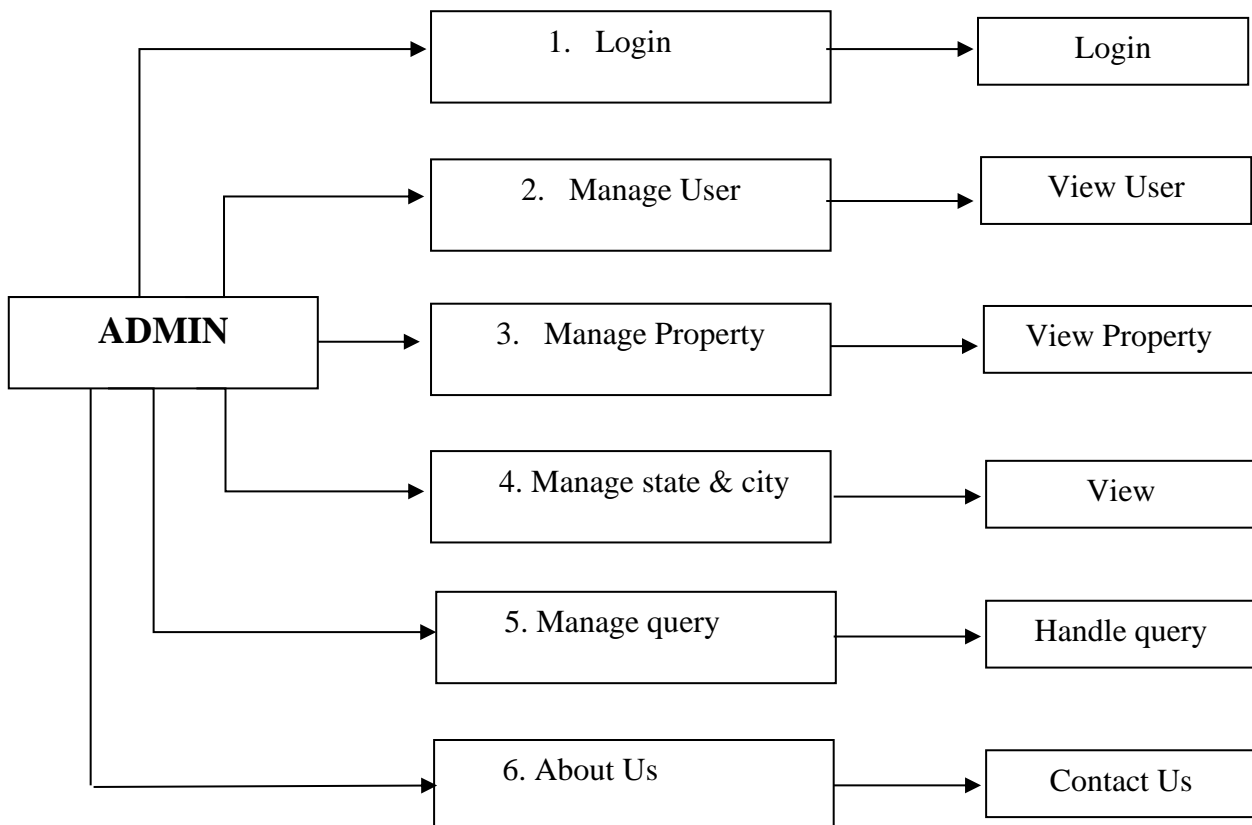 1. Login
Login
2. Manage User
View User
ADMIN
3. Manage Property
View Property
4. Manage state & city
View
5. Manage query
Handle query
6. About Us
Contact Us